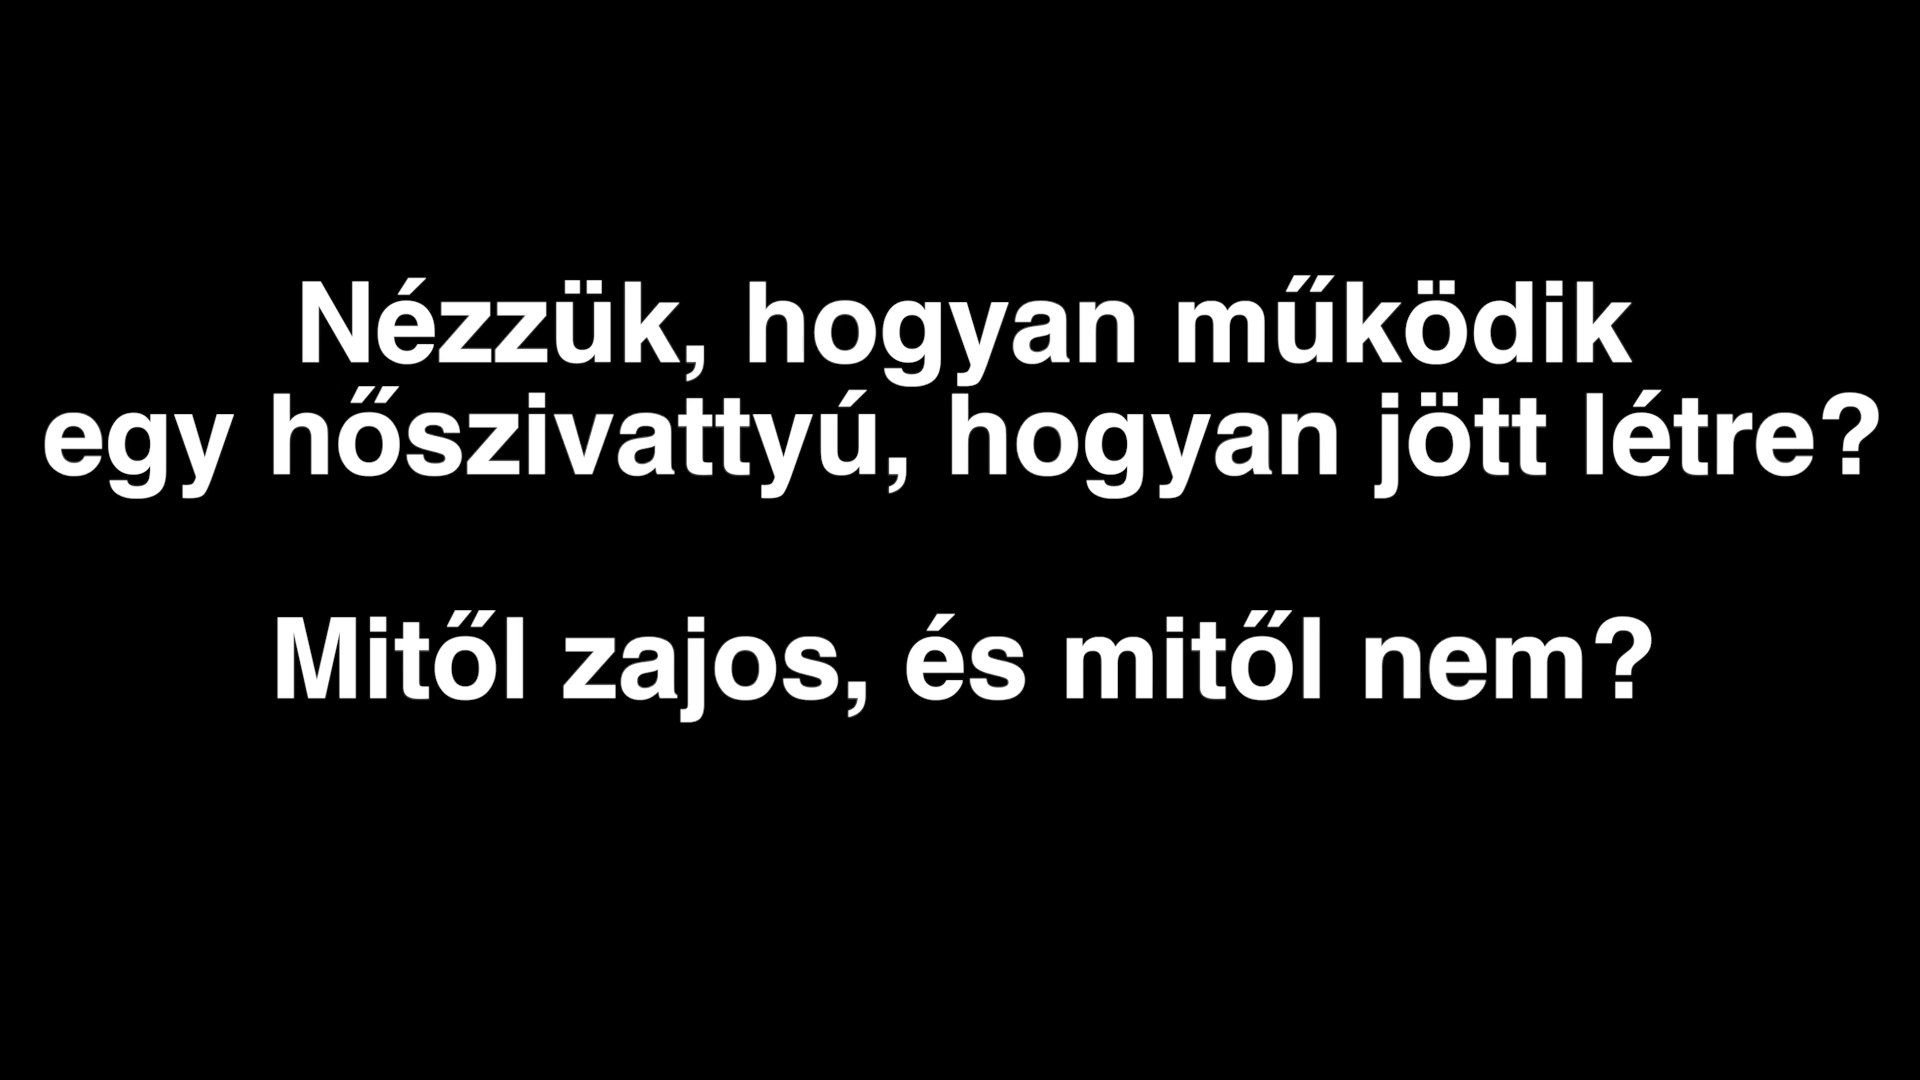 Nézzük, hogyan működik
egy hőszivattyú, hogyan jött létre?
Mitől zajos, és mitől nem?